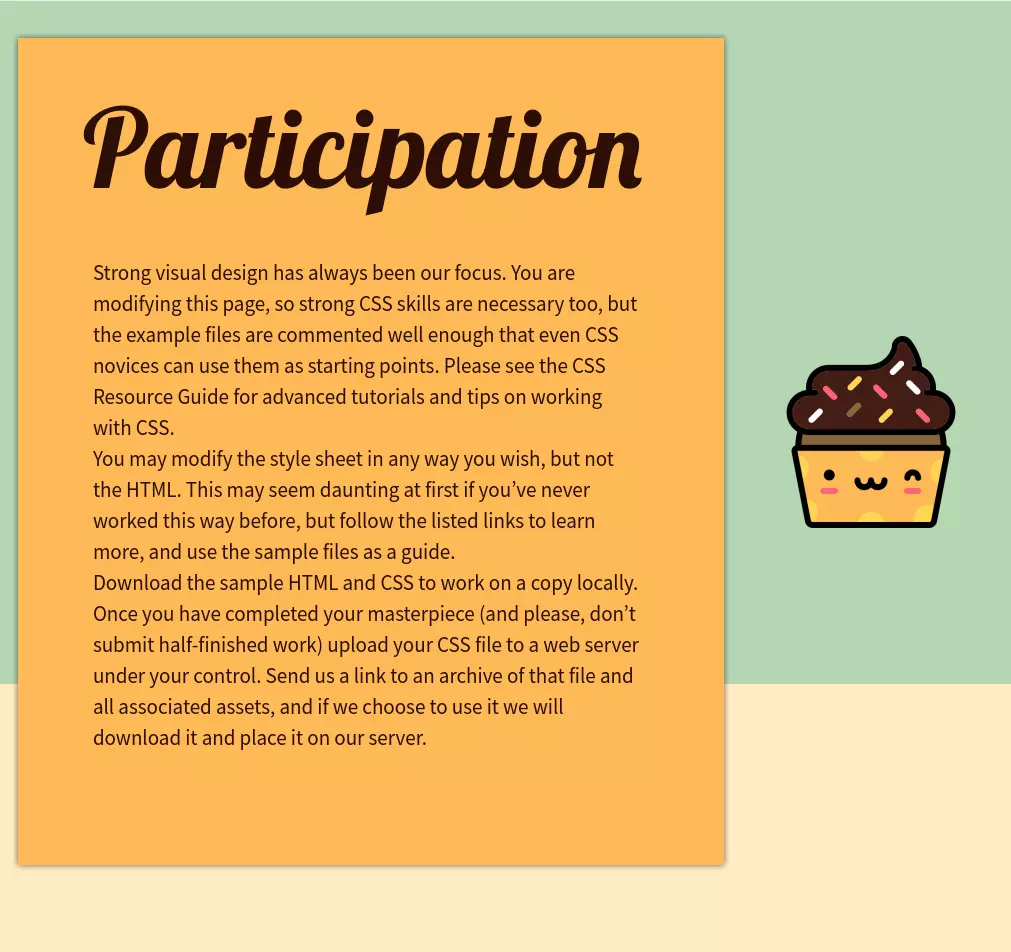 Participation
Strong visual design has always been our focus. You are
modifying this page, so strong CSS skills are necessary too, but
the example files are commented well enough that even CSS
novices can use them as starting points. Please see the CSS
Resource Guide for advanced tutorials and tips on working
with CSS.
You may modify the style sheet in any way you wish, but not
the HTML. This may seem daunting at first if you’ve never
worked this way before, but follow the listed links to learn
more, and use the sample files as a guide.
Download the sample HTML and CSS to work on a copy locally.
Once you have completed your masterpiece (and please, don’t
submit half-finished work) upload your CSS file to a web server
under your control. Send us a link to an archive of that file and
all associated assets, and if we choose to use it we will
download it and place it on our server.